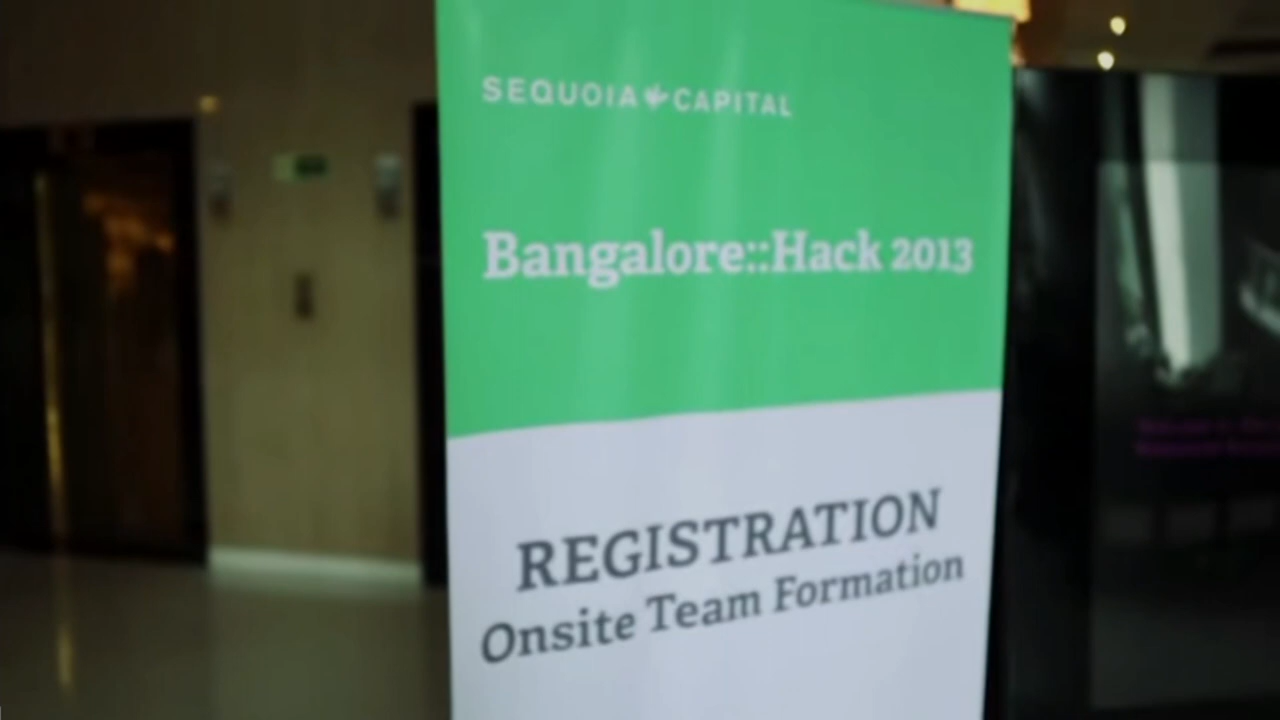 SEQUOIA CAPITAL
Bangalore::Hack 2013
REGISTRATION
Onsite Team Formation